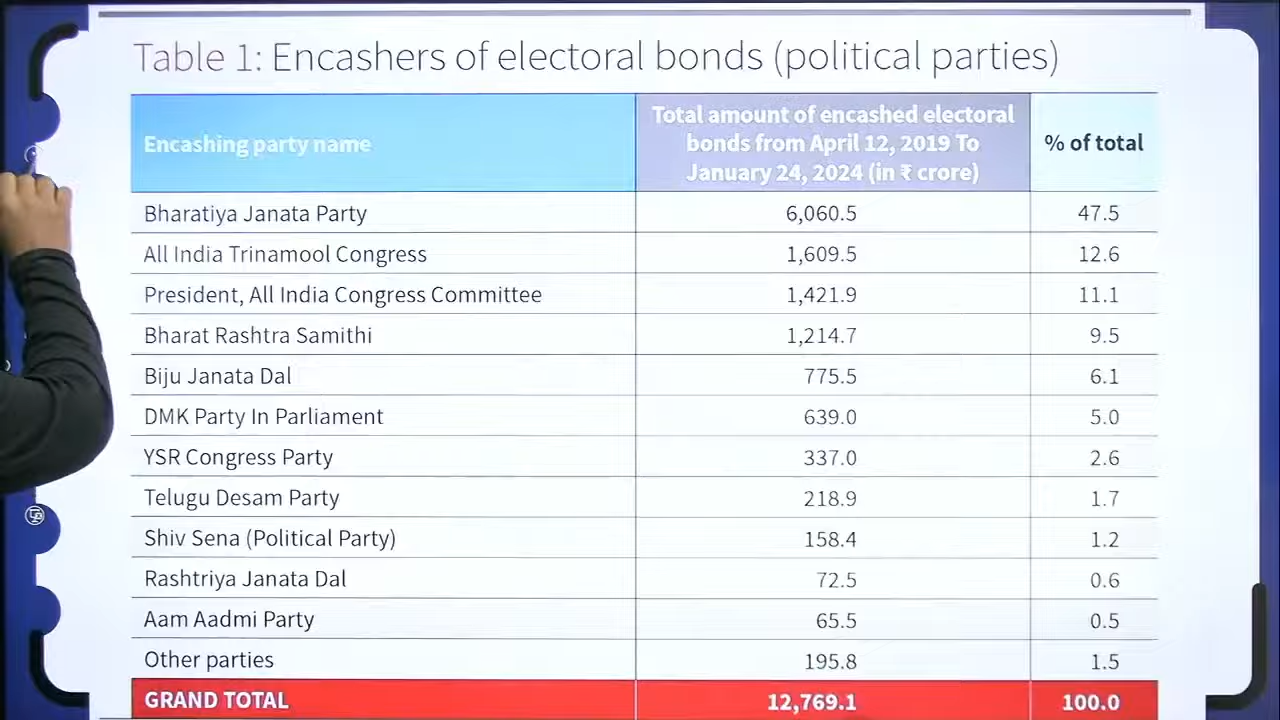 Table 1: Encashers of electoral bonds (political parties)
Encashing party name
Total amount of encashed electoral
bonds from April 12, 2019 To
January 24, 2024 (in ₹ crore)
% of total
Bharatiya Janata Party 6,060.5 47.5
All India Trinamool Congress 1,609.5 12.6
President, All India Congress Committee 1,421.9 11.1
Bharat Rashtra Samithi 1,214.7 9.5
Biju Janata Dal 775.5 6.1
DMK Party In Parliament 639.0 5.0
YSR Congress Party 337.0 2.6
Telugu Desam Party 218.9 1.7
Shiv Sena (Political Party) 158.4 1.2
Rashtriya Janata Dal 72.5 0.6
Aam Aadmi Party 65.5 0.5
Other parties 195.8 1.5
GRAND TOTAL 12,769.1 100.0